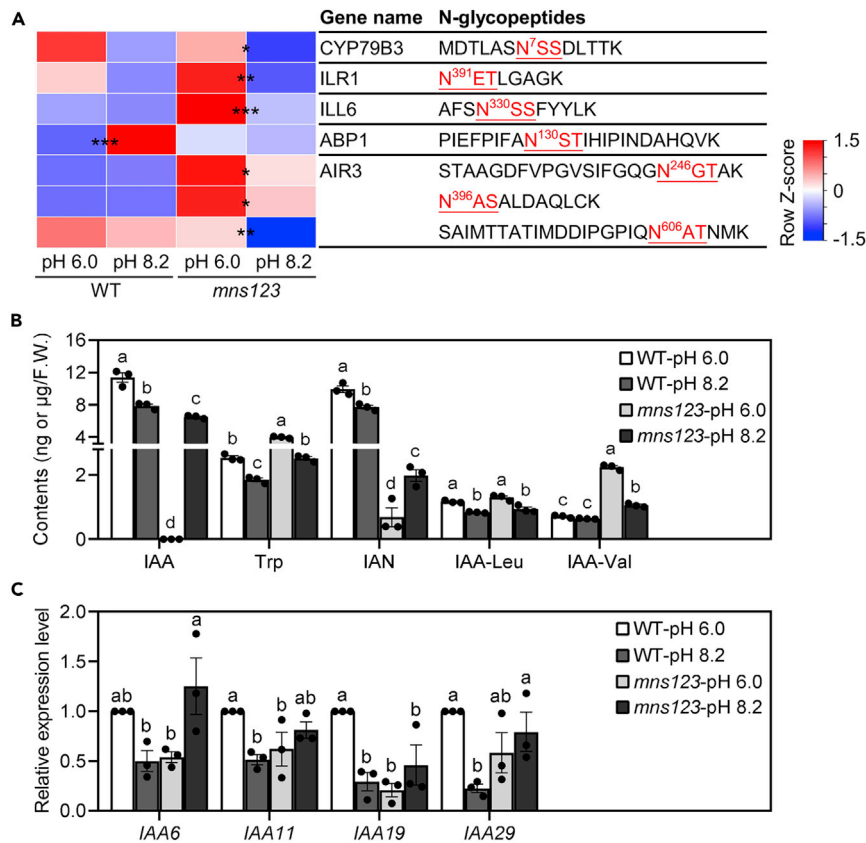 A
Gene name N-glycopeptides
* CYP79B3 MDTLASN⁷SSDLTTK
** ILR1 N³⁹¹ETLGAGK
*** ILL6 AFSN³³⁰SSFYYLK
*** ABP1 PIEFPIFAN¹³⁰STIHIPINDAHQVK
* AIR3 STAAGDFVPGVSIFGQGN²⁴⁶GTAK
* N³⁹⁶ASALDAQLCK
** SAIMTTATIMDDIPGPIQN⁶⁰⁶ATNMK
pH 6.0 pH 8.2 pH 6.0 pH 8.2
WT mns123
1.5
0
-1.5
Row Z-score
B
Contents (ng or µg/F.W.)
16
12
8
4
2
0
a b d c
b c a b
a b d c
a b a b
c c a b
WT-pH 6.0
WT-pH 8.2
mns123-pH 6.0
mns123-pH 8.2
IAA Trp IAN IAA-Leu IAA-Val
C
Relative expression level
2.0
1.5
1.0
0.5
0.0
ab b b a
a b b ab
a b b b
a b ab a
WT-pH 6.0
WT-pH 8.2
mns123-pH 6.0
mns123-pH 8.2
IAA6 IAA11 IAA19 IAA29